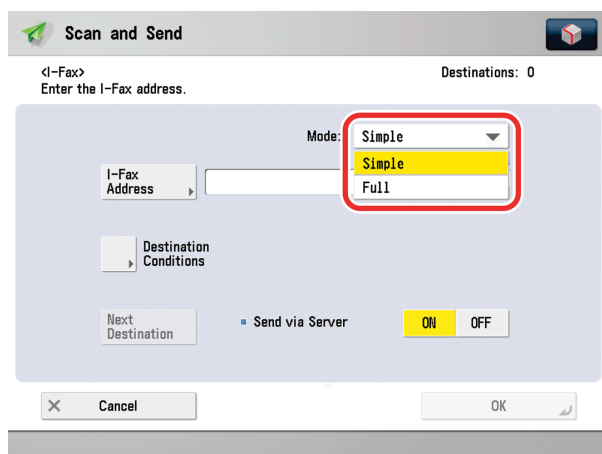 Scan and Send
<I-Fax>
Destinations: 0
Enter the I-Fax address.
Mode:
Simple
Simple
Full
I-Fax
Address
Destination
Conditions
Next
Destination
Send via Server
ON
OFF
Cancel
OK